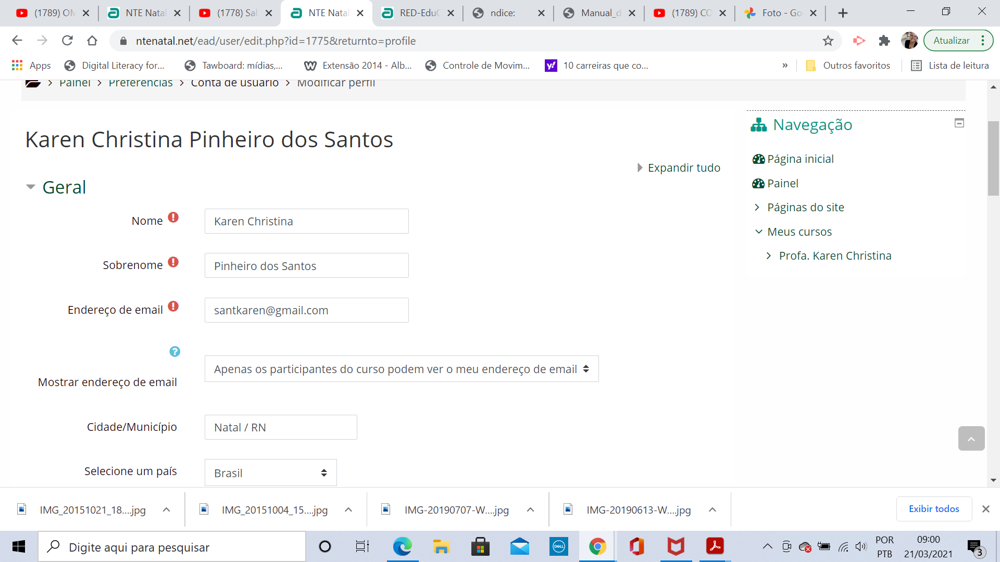 (1789) OM
NTE Natal
(1778) Sal
NTE Natal
RED-EduC
ndice:
Manual_d
(1789) CO
Foto - Go
ntenatal.net/ead/user/edit.php?id=1775&returnto=profile
Atualizar
Apps
Digital Literacy for...
Tawboard: mídias,...
Extensão 2014 - Alb...
Controle de Movim...
10 carreiras que co...
»
Outros favoritos
Lista de leitura
Painel > Preferências > Conta de usuário > Modificar perfil
Karen Christina Pinheiro dos Santos
Expandir tudo
Geral
Nome
Karen Christina
Sobrenome
Pinheiro dos Santos
Endereço de email
santkaren@gmail.com
Mostrar endereço de email
Apenas os participantes do curso podem ver o meu endereço de email
Cidade/Município
Natal / RN
Selecione um país
Brasil
Navegação
Página inicial
Painel
Páginas do site
Meus cursos
Profa. Karen Christina
IMG_20151021_18....jpg
IMG_20151004_15....jpg
IMG-20190707-W....jpg
IMG-20190613-W....jpg
Exibir todos
Digite aqui para pesquisar
DELL
POR
PTB
09:00
21/03/2021
3